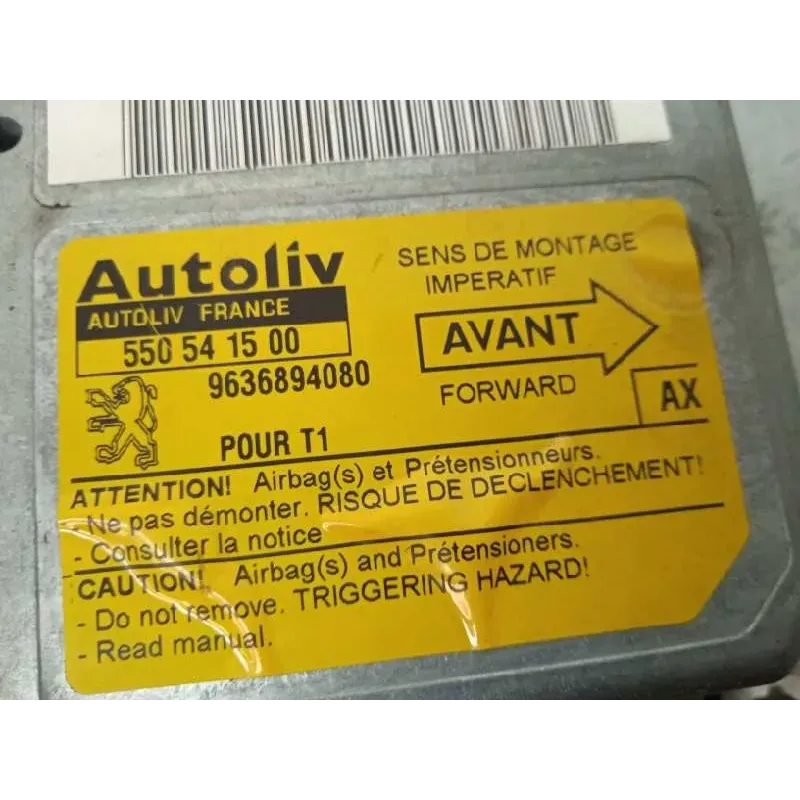 Autoliv
AUTOLIV FRANCE
550 54 15 00
9636894080
POUR T1
SENS DE MONTAGE
IMPERATIF
AVANT
FORWARD
AX
ATTENTION! Airbag(s) et Prétensionneurs.
- Ne pas démonter. RISQUE DE DECLENCHEMENT!
- Consulter la notice
CAUTION! Airbag(s) and Prétensioners.
- Do not remove. TRIGGERING HAZARD!
- Read manual.